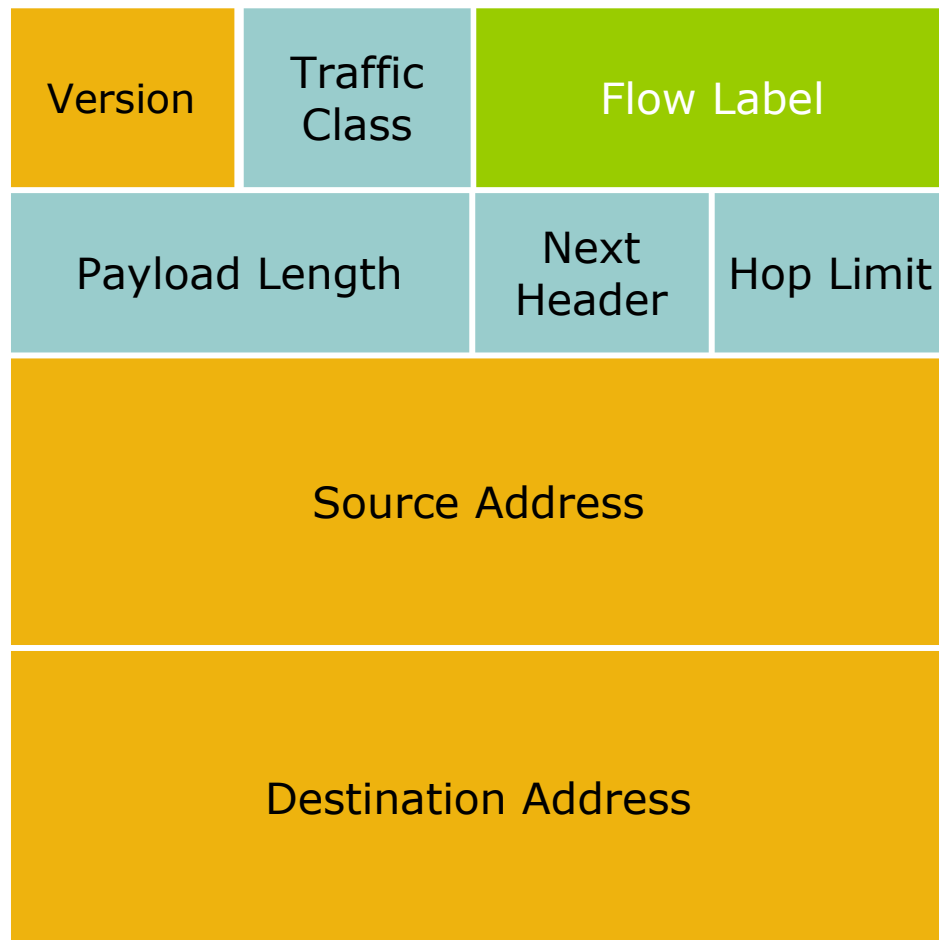 Version
Traffic
Class
Flow Label
Payload Length
Next
Header
Hop Limit
Source Address
Destination Address